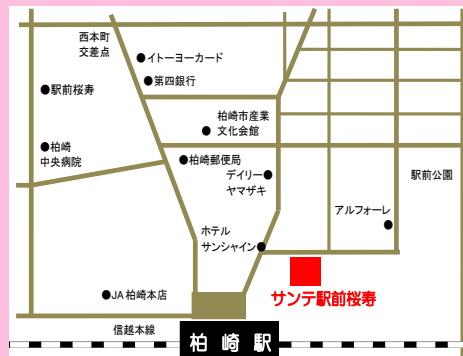 西本町
交差点
イトーヨーカード
第四銀行
駅前桜寿
柏崎市産業
文化会館
柏崎
中央病院
柏崎郵便局
デイリー
ヤマザキ
駅前公園
アルフォーレ
ホテル
サンシャイン
サンテ駅前桜寿
JA柏崎本店
信越本線
柏崎駅